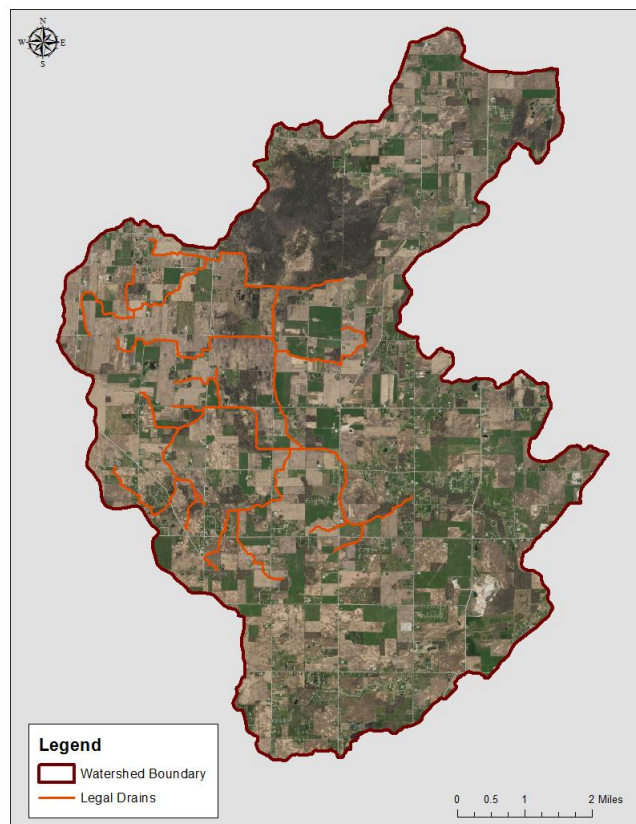 N
W E
S
Legend
Watershed Boundary
Legal Drains
0 0.5 1 2 Miles